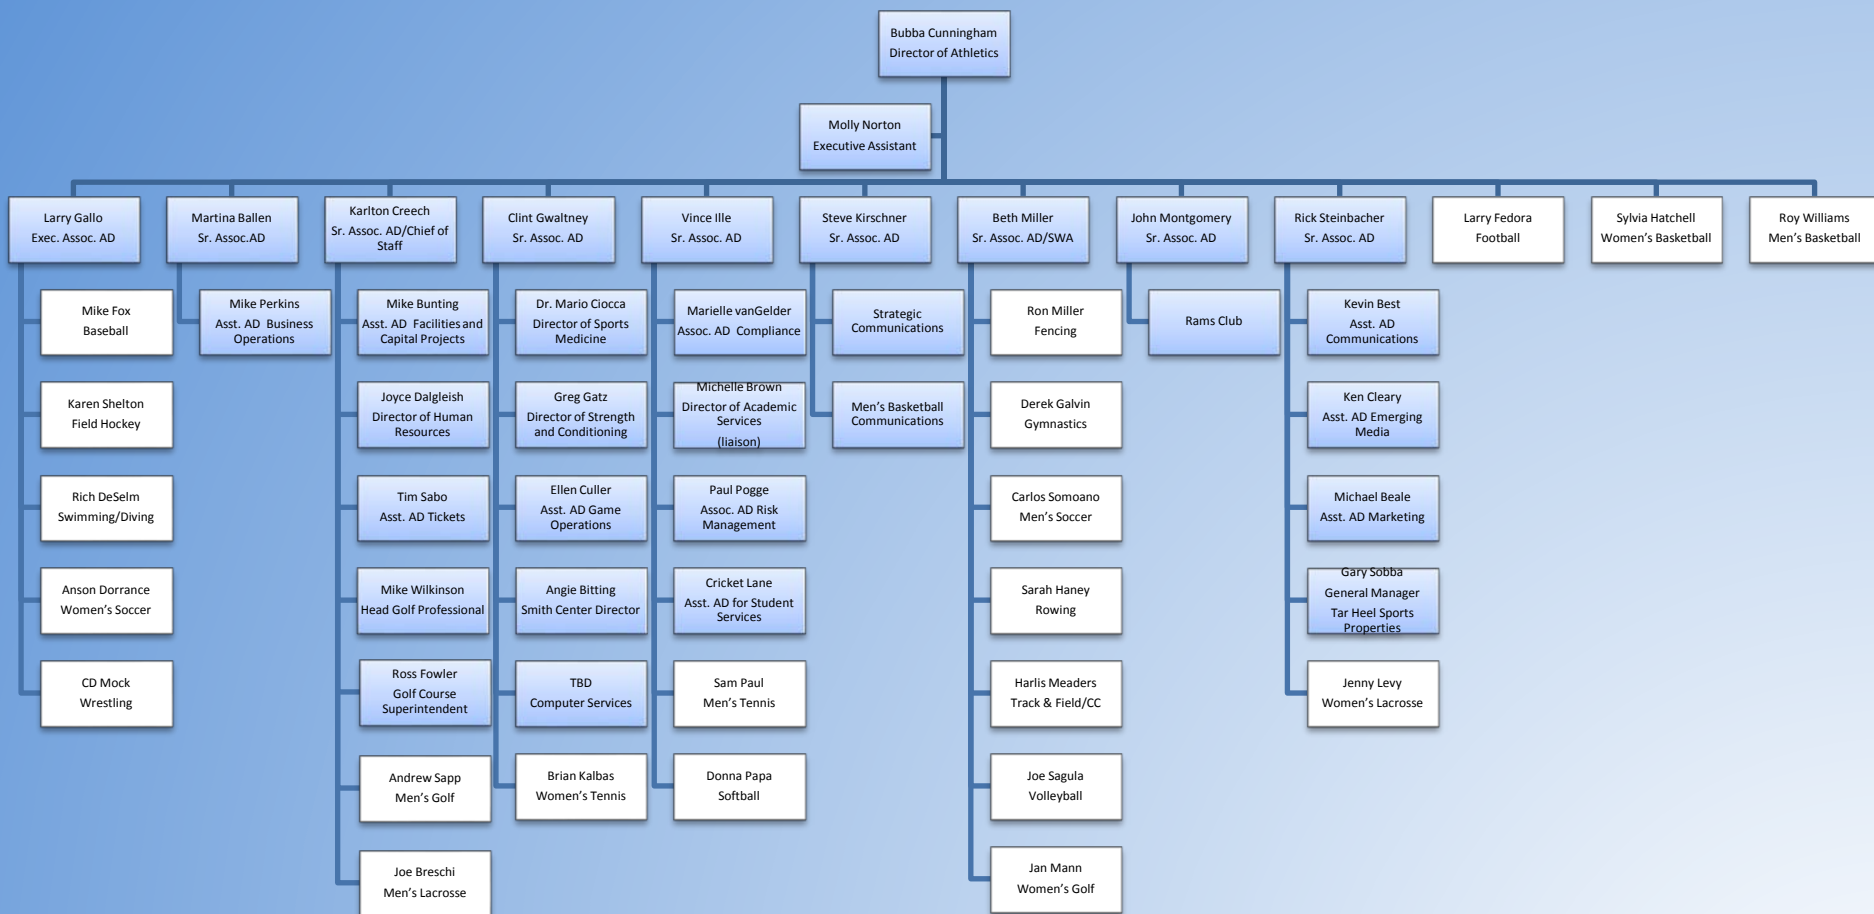 Bubba Cunningham
Director of Athletics
Molly Norton
Executive Assistant
Larry Gallo
Exec. Assoc. AD
Martina Ballen
Sr. Assoc.AD
Karlton Creech
Sr. Assoc. AD/Chief of
Staff
Clint Gwaltney
Sr. Assoc. AD
Vince Ille
Sr. Assoc. AD
Steve Kirschner
Sr. Assoc. AD
Beth Miller
Sr. Assoc. AD/SWA
John Montgomery
Sr. Assoc. AD
Rick Steinbacher
Sr. Assoc. AD
Larry Fedora
Football
Sylvia Hatchell
Women's Basketball
Roy Williams
Men's Basketball
Mike Fox
Baseball
Karen Shelton
Field Hockey
Rich DeSelm
Swimming/Diving
Anson Dorrance
Women's Soccer
CD Mock
Wrestling
Mike Perkins
Asst. AD Business
Operations
Mike Bunting
Asst. AD Facilities and
Capital Projects
Joyce Dalgleish
Director of Human
Resources
Tim Sabo
Asst. AD Tickets
Mike Wilkinson
Head Golf Professional
Ross Fowler
Golf Course
Superintendent
Andrew Sapp
Men's Golf
Joe Breschi
Men's Lacrosse
Dr. Mario Ciocca
Director of Sports
Medicine
Greg Gatz
Director of Strength
and Conditioning
Ellen Culler
Asst. AD Game
Operations
Angie Bitting
Smith Center Director
TBD
Computer Services
Brian Kalbas
Women's Tennis
Marielle vanGelder
Assoc. AD Compliance
Michelle Brown
Director of Academic
Services
(liaison)
Paul Pogge
Assoc. AD Risk
Management
Cricket Lane
Asst. AD for Student
Services
Sam Paul
Men's Tennis
Donna Papa
Softball
Strategic
Communications
Men's Basketball
Communications
Ron Miller
Fencing
Derek Galvin
Gymnastics
Carlos Somoano
Men's Soccer
Sarah Haney
Rowing
Harlis Meaders
Track & Field/CC
Joe Sagula
Volleyball
Jan Mann
Women's Golf
Rams Club
Kevin Best
Asst. AD
Communications
Ken Cleary
Asst. AD Emerging
Media
Michael Beale
Asst. AD Marketing
Gary Sobba
General Manager
Tar Heel Sports
Properties
Jenny Levy
Women's Lacrosse